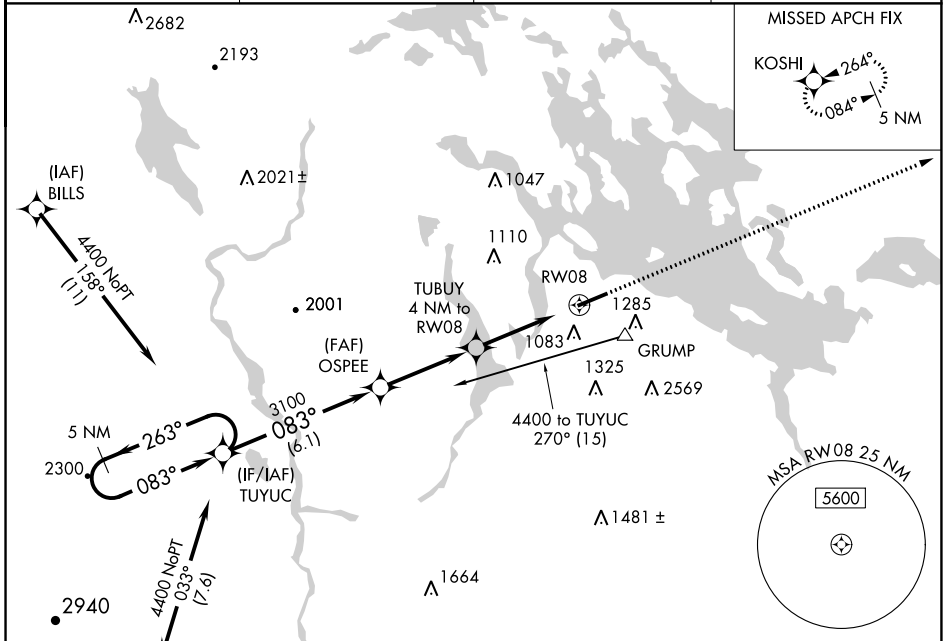 2682
2193
MISSED APCH FIX
KOSHI
264°
084°
5 NM
(IAF)
BILLS
2021±
1047
4400 NoPT
158°
(11)
1110
RW08
TUBUY
4 NM to
RW08
2001
1285
1083
GRUMP
(FAF)
OSPEE
1325
2569
3100
083°
(6.1)
4400 to TUYUC
270° (15)
5 NM
263°
2300
083°
(IF/IAF)
TUYUC
MSA RW08 25 NM
5600
1481 ±
4400 NoPT
033°
(7.6)
1664
2940